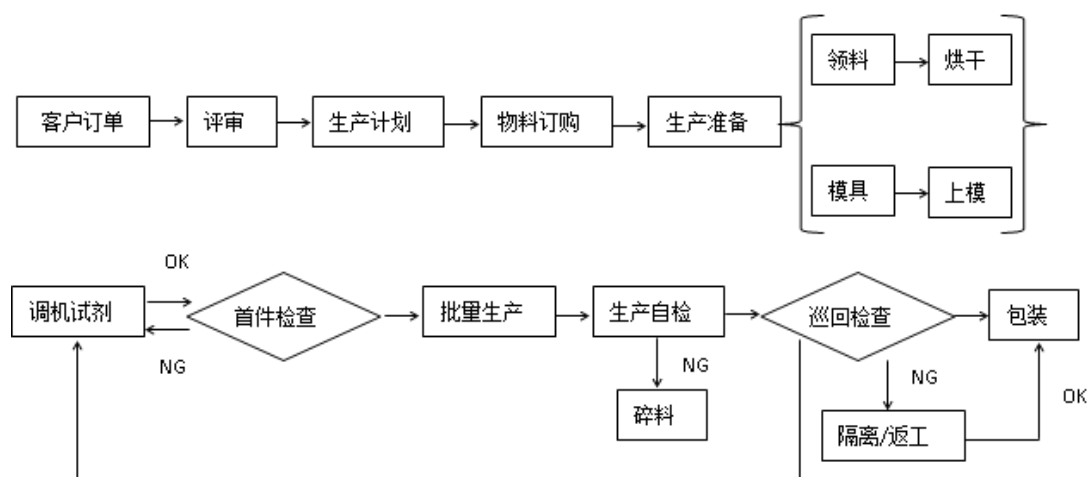 领料
烘干
客户订单
评审
生产计划
物料订购
生产准备
模具
上模
OK
调机试剂
首件检查
批量生产
生产自检
巡回检查
包装
NG
NG
NG
OK
碎料
隔离/返工